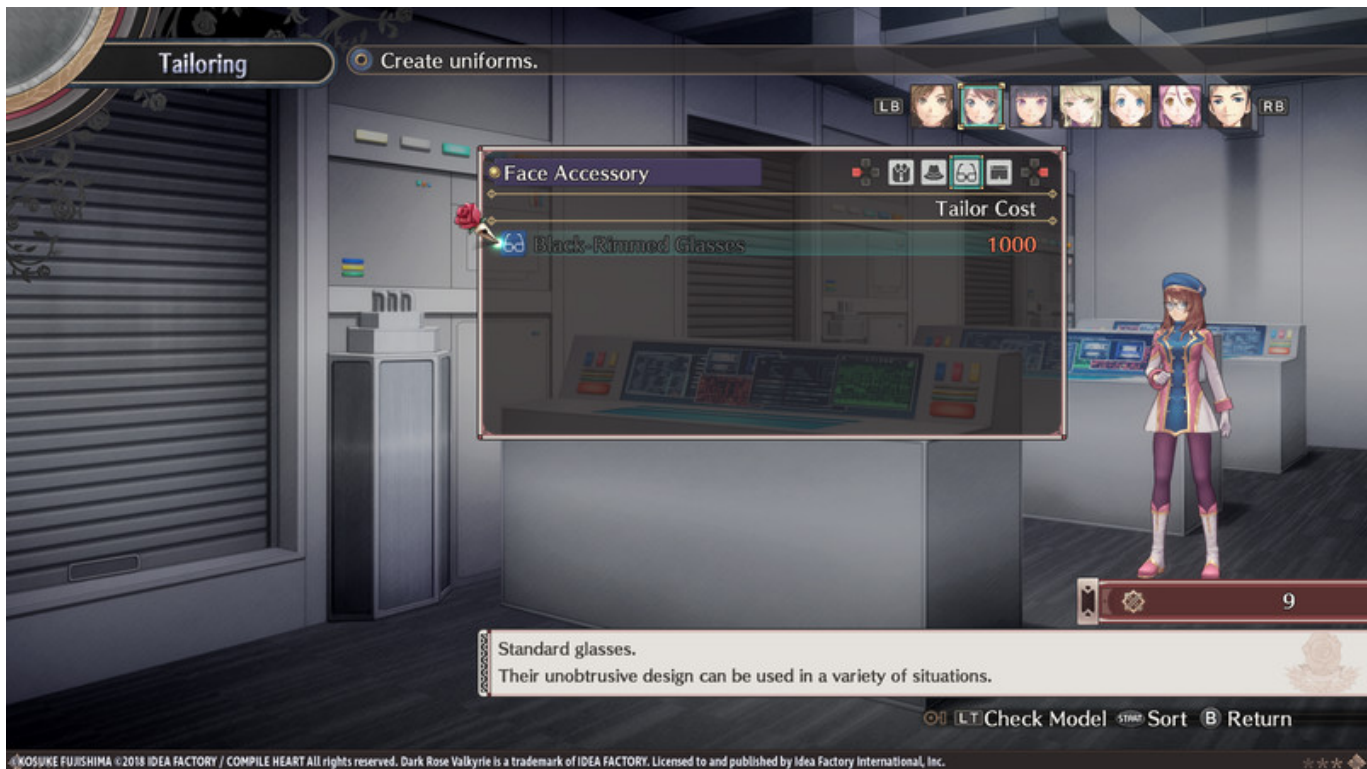 Tailoring
Create uniforms.
LB
RB
Face Accessory
Tailor Cost
Black-Rimmed Glasses 1000
9
Standard glasses.
Their unobtrusive design can be used in a variety of situations.
LT Check Model START Sort B Return
KOSUKE FUJISHIMA ©2018 IDEA FACTORY / COMPILE HEART All rights reserved. Dark Rose Valkyrie is a trademark of IDEA FACTORY. Licensed to and published by Idea Factory International, Inc.